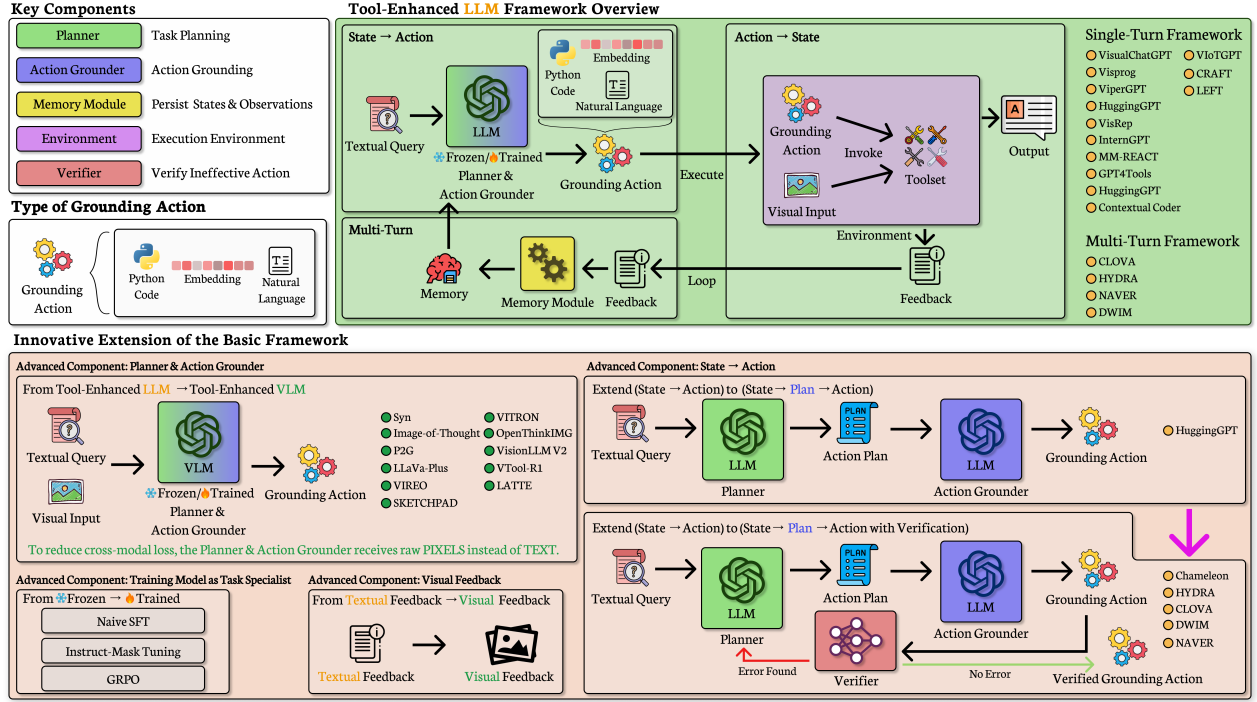 Key Components
Planner
Task Planning
Action Grounder
Action Grounding
Memory Module
Persist States & Observations
Environment
Execution Environment
Verifier
Verify Ineffective Action
Type of Grounding Action
Grounding
Action
Python
Code
Embedding
Natural
Language
Tool-Enhanced LLM Framework Overview
State → Action
Textual Query
LLM
Frozen/Trained
Planner &
Action Grounder
Python
Code
Embedding
Natural Language
Grounding Action
Execute
Multi-Turn
Memory
Memory Module
Feedback
Loop
Action → State
Grounding
Action
Invoke
Toolset
Visual Input
Environment
Output
A
Feedback
Single-Turn Framework
VisualChatGPT
Visprog
ViperGPT
HuggingGPT
VisRep
InternGPT
MM-REACT
GPT4Tools
HuggingGPT
Contextual Coder
VIoTGPT
CRAFT
LEFT
Multi-Turn Framework
CLOVA
HYDRA
NAVER
DWIM
Innovative Extension of the Basic Framework
Advanced Component: Planner & Action Grounder
From Tool-Enhanced LLM → Tool-Enhanced VLM
Textual Query
Visual Input
VLM
Frozen/Trained
Planner &
Action Grounder
Grounding Action
Syn
Image-of-Thought
P2G
LLaVa-Plus
VIREO
SKETCHPAD
VITRON
OpenThinkIMG
VisionLLM V2
VTool-R1
LATTE
To reduce cross-modal loss, the Planner & Action Grounder receives raw PIXELS instead of TEXT.
Advanced Component: Training Model as Task Specialist
From Frozen → Trained
Naive SFT
Instruct-Mask Tuning
GRPO
Advanced Component: Visual Feedback
From Textual Feedback → Visual Feedback
Textual Feedback
Visual Feedback
Advanced Component: State → Action
Extend (State → Action) to (State → Plan → Action)
Textual Query
LLM
Planner
PLAN
Action Plan
LLM
Action Grounder
Grounding Action
HuggingGPT
Extend (State → Action) to (State → Plan → Action with Verification)
Textual Query
LLM
Planner
PLAN
Action Plan
LLM
Action Grounder
Grounding Action
Error Found
Verifier
No Error
Verified Grounding Action
Chameleon
HYDRA
CLOVA
DWIM
NAVER